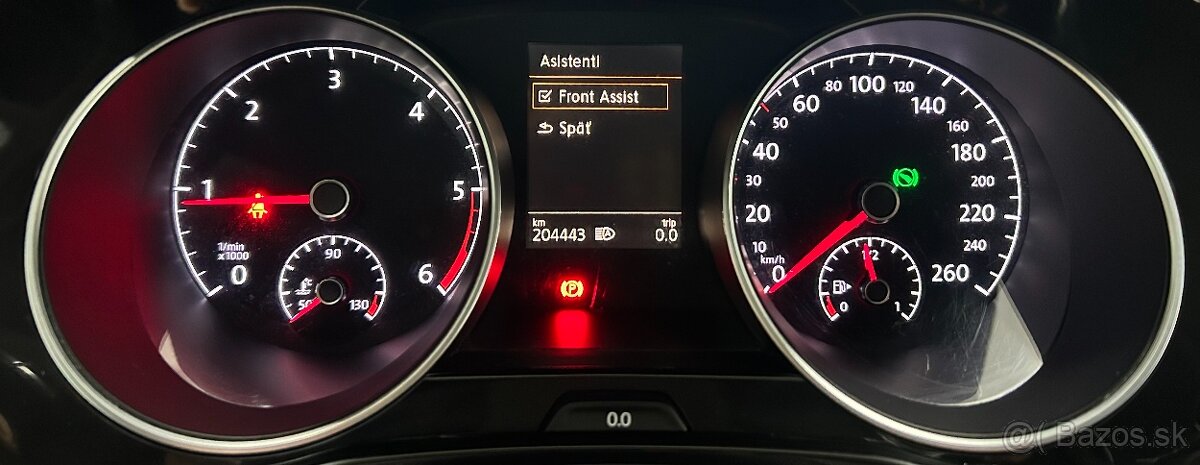 0 1 2 3 4 5 6
1/min
x1000
50 90 130
Asistenti
Front Assist
Späť
km trip
204443 0.0
P
0 10 20 30 40 50 60 80 100 120 140 160 180 200 220 240 260
km/h
0 1/2 1
0.0
@( Bazos.sk